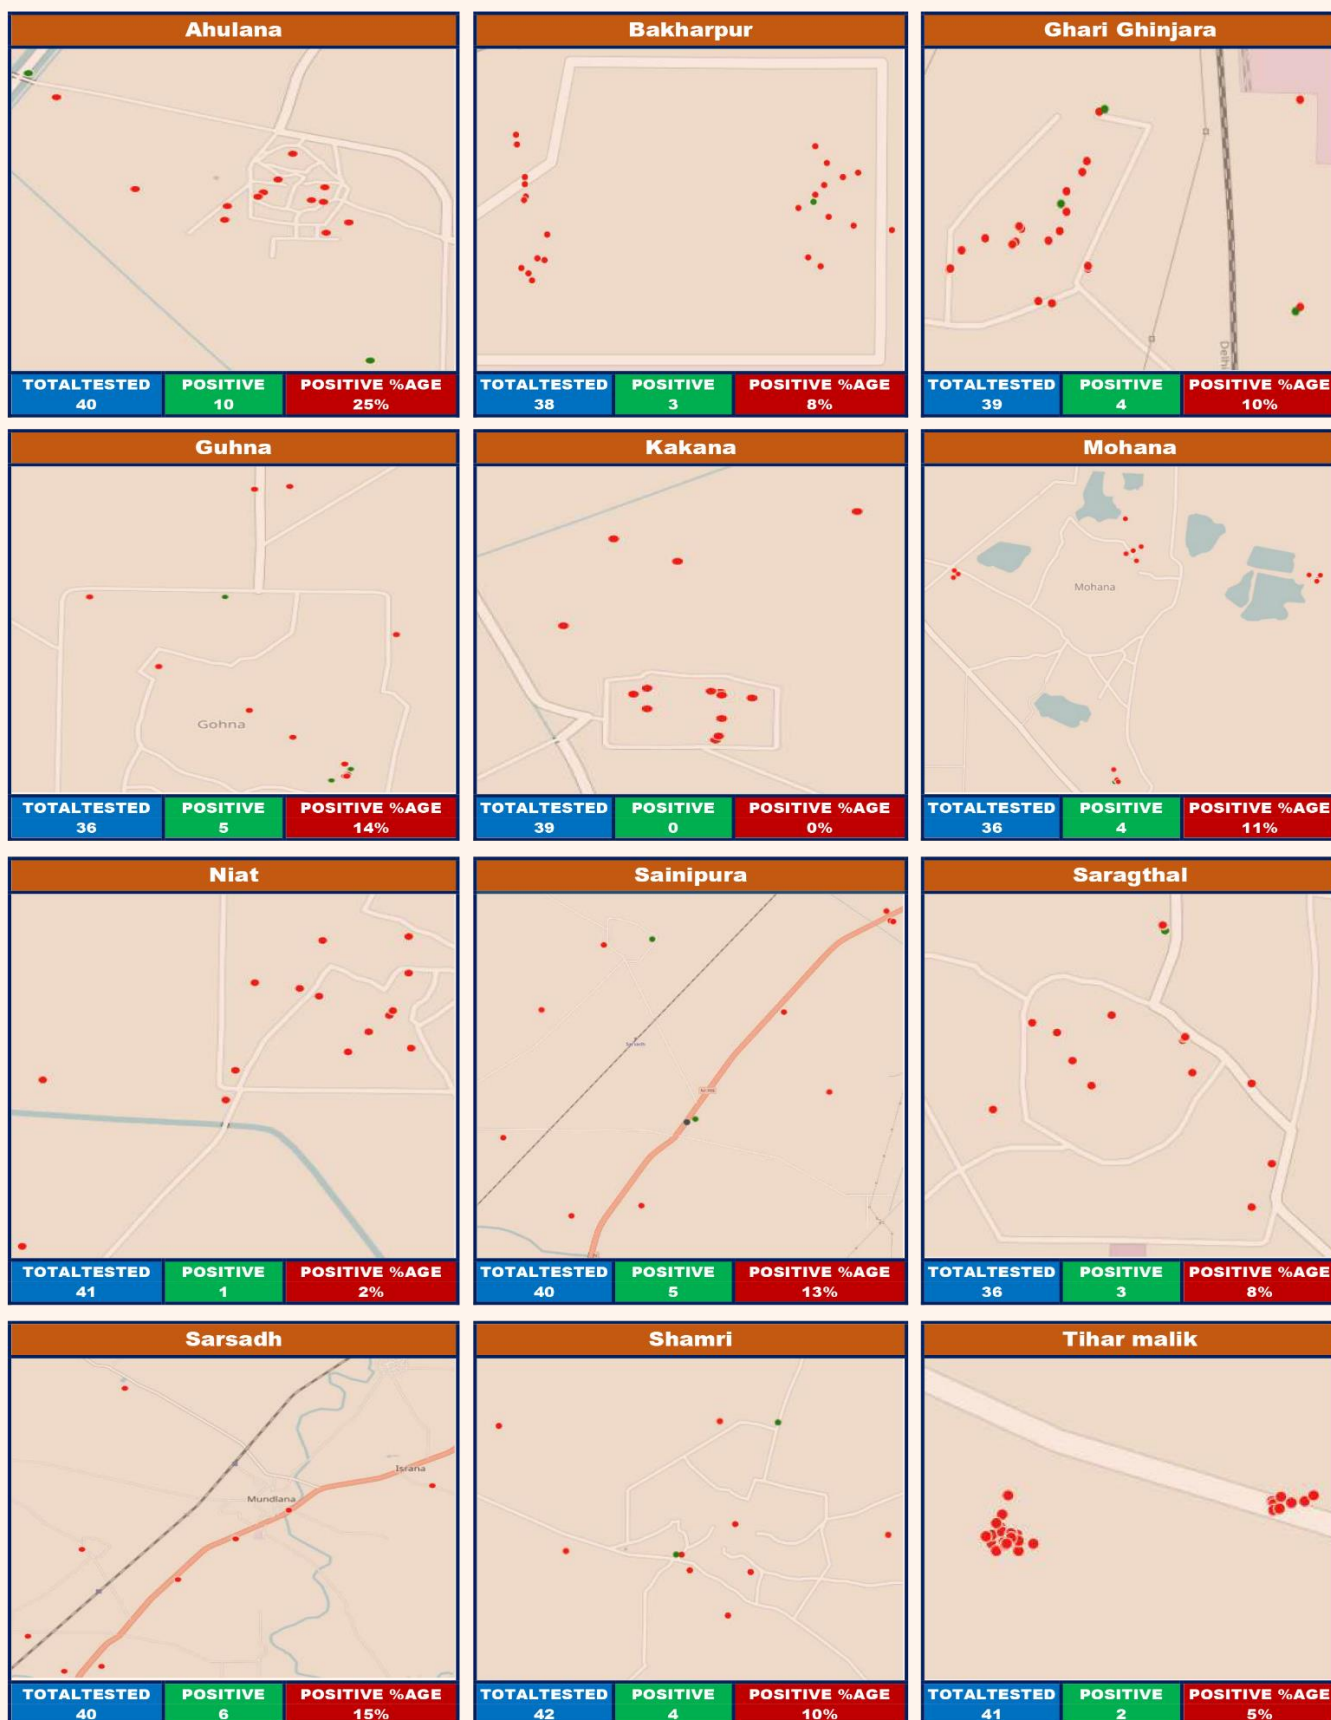 Ahulana
TOTALTESTED POSITIVE POSITIVE %AGE
40 10 25%
Bakharpur
TOTALTESTED POSITIVE POSITIVE %AGE
38 3 8%
Ghari Ghinjara
Delhi
TOTALTESTED POSITIVE POSITIVE %AGE
39 4 10%
Guhna
Gohna
TOTALTESTED POSITIVE POSITIVE %AGE
36 5 14%
Kakana
TOTALTESTED POSITIVE POSITIVE %AGE
39 0 0%
Mohana
Mohana
TOTALTESTED POSITIVE POSITIVE %AGE
36 4 11%
Niat
TOTALTESTED POSITIVE POSITIVE %AGE
41 1 2%
Sainipura
TOTALTESTED POSITIVE POSITIVE %AGE
40 5 13%
Saragthal
TOTALTESTED POSITIVE POSITIVE %AGE
36 3 8%
Sarsadh
Israna
Mundlana
TOTALTESTED POSITIVE POSITIVE %AGE
40 6 15%
Shamri
TOTALTESTED POSITIVE POSITIVE %AGE
42 4 10%
Tihar malik
TOTALTESTED POSITIVE POSITIVE %AGE
41 2 5%